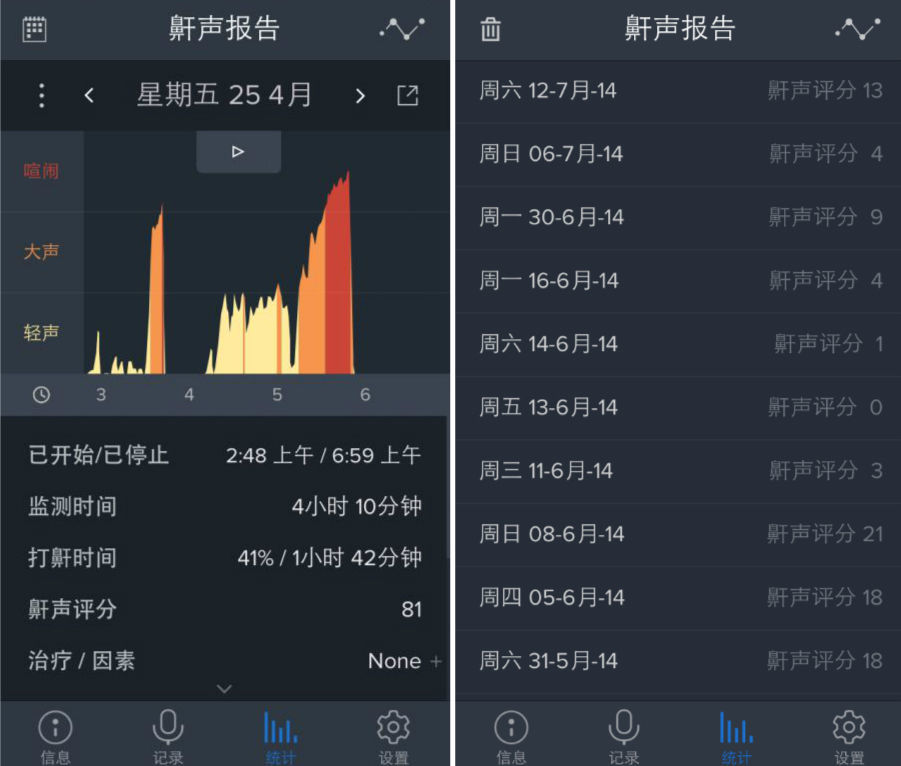 鼾声报告
星期五 25 4月
喧闹
大声
轻声
3 4 5 6
已开始/已停止 2:48 上午 / 6:59 上午
监测时间 4小时 10分钟
打鼾时间 41% / 1小时 42分钟
鼾声评分 81
治疗 / 因素 None +
信息 记录 统计 设置
鼾声报告
周六 12-7月-14 鼾声评分 13
周日 06-7月-14 鼾声评分 4
周一 30-6月-14 鼾声评分 9
周一 16-6月-14 鼾声评分 4
周六 14-6月-14 鼾声评分 1
周五 13-6月-14 鼾声评分 0
周三 11-6月-14 鼾声评分 3
周日 08-6月-14 鼾声评分 21
周四 05-6月-14 鼾声评分 18
周六 31-5月-14 鼾声评分 18
信息 记录 统计 设置